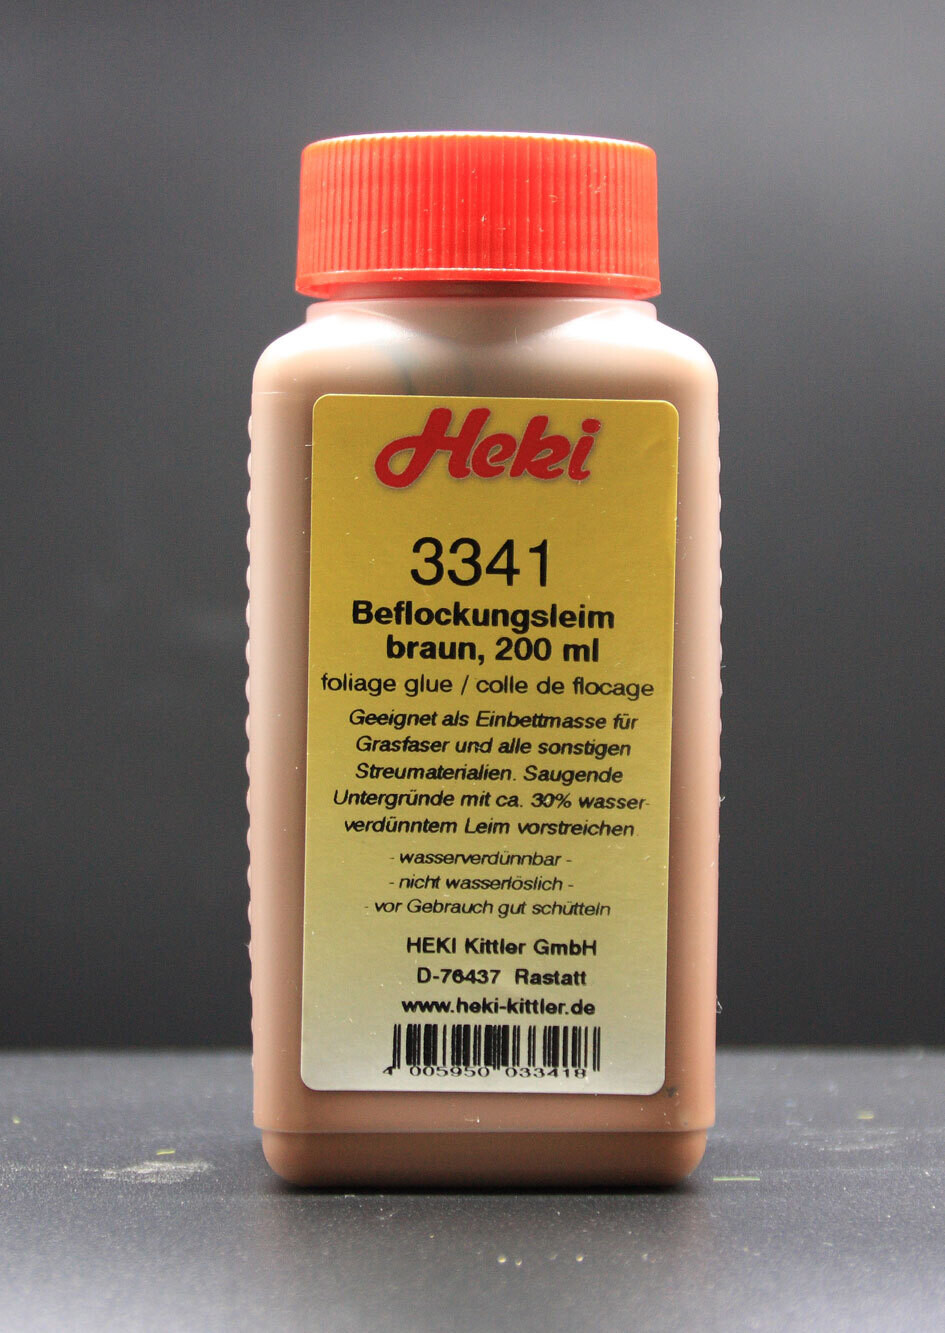 Heki
3341
Beflockungsleim
braun, 200 ml
foliage glue / colle de flocage
Geeignet als Einbettmasse für
Grasfaser und alle sonstigen
Streumaterialien. Saugende
Untergründe mit ca. 30% wasser-
verdünntem Leim vorstreichen
- wasserverdünnbar -
- nicht wasserlöslich -
- vor Gebrauch gut schütteln
HEKI Kittler GmbH
D-76437 Rastatt
www.heki-kittler.de
4 005950 033418